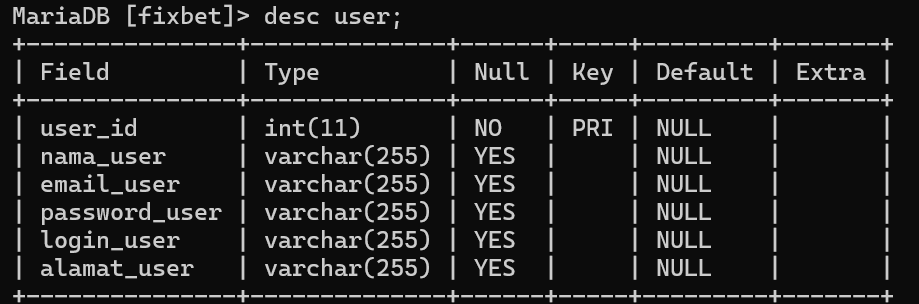 MariaDB [fixbet]> desc user;
+---------------+--------------+------+-----+---------+-------+
| Field         | Type         | Null | Key | Default | Extra |
+---------------+--------------+------+-----+---------+-------+
| user_id       | int(11)      | NO   | PRI | NULL    |       |
| nama_user     | varchar(255) | YES  |     | NULL    |       |
| email_user    | varchar(255) | YES  |     | NULL    |       |
| password_user | varchar(255) | YES  |     | NULL    |       |
| login_user    | varchar(255) | YES  |     | NULL    |       |
| alamat_user   | varchar(255) | YES  |     | NULL    |       |
+---------------+--------------+------+-----+---------+-------+